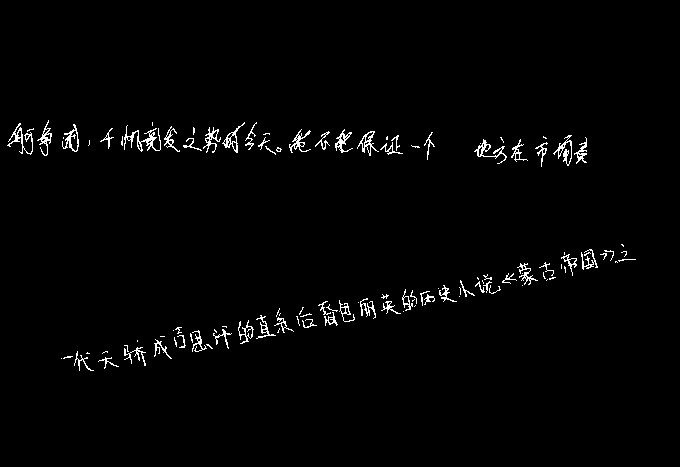 舸争流，千帆竞发之势的今天。能不能保证一个 地方在市场竞
一代天骄成吉思汗的直系后裔包丽英的历史小说《蒙古帝国》之